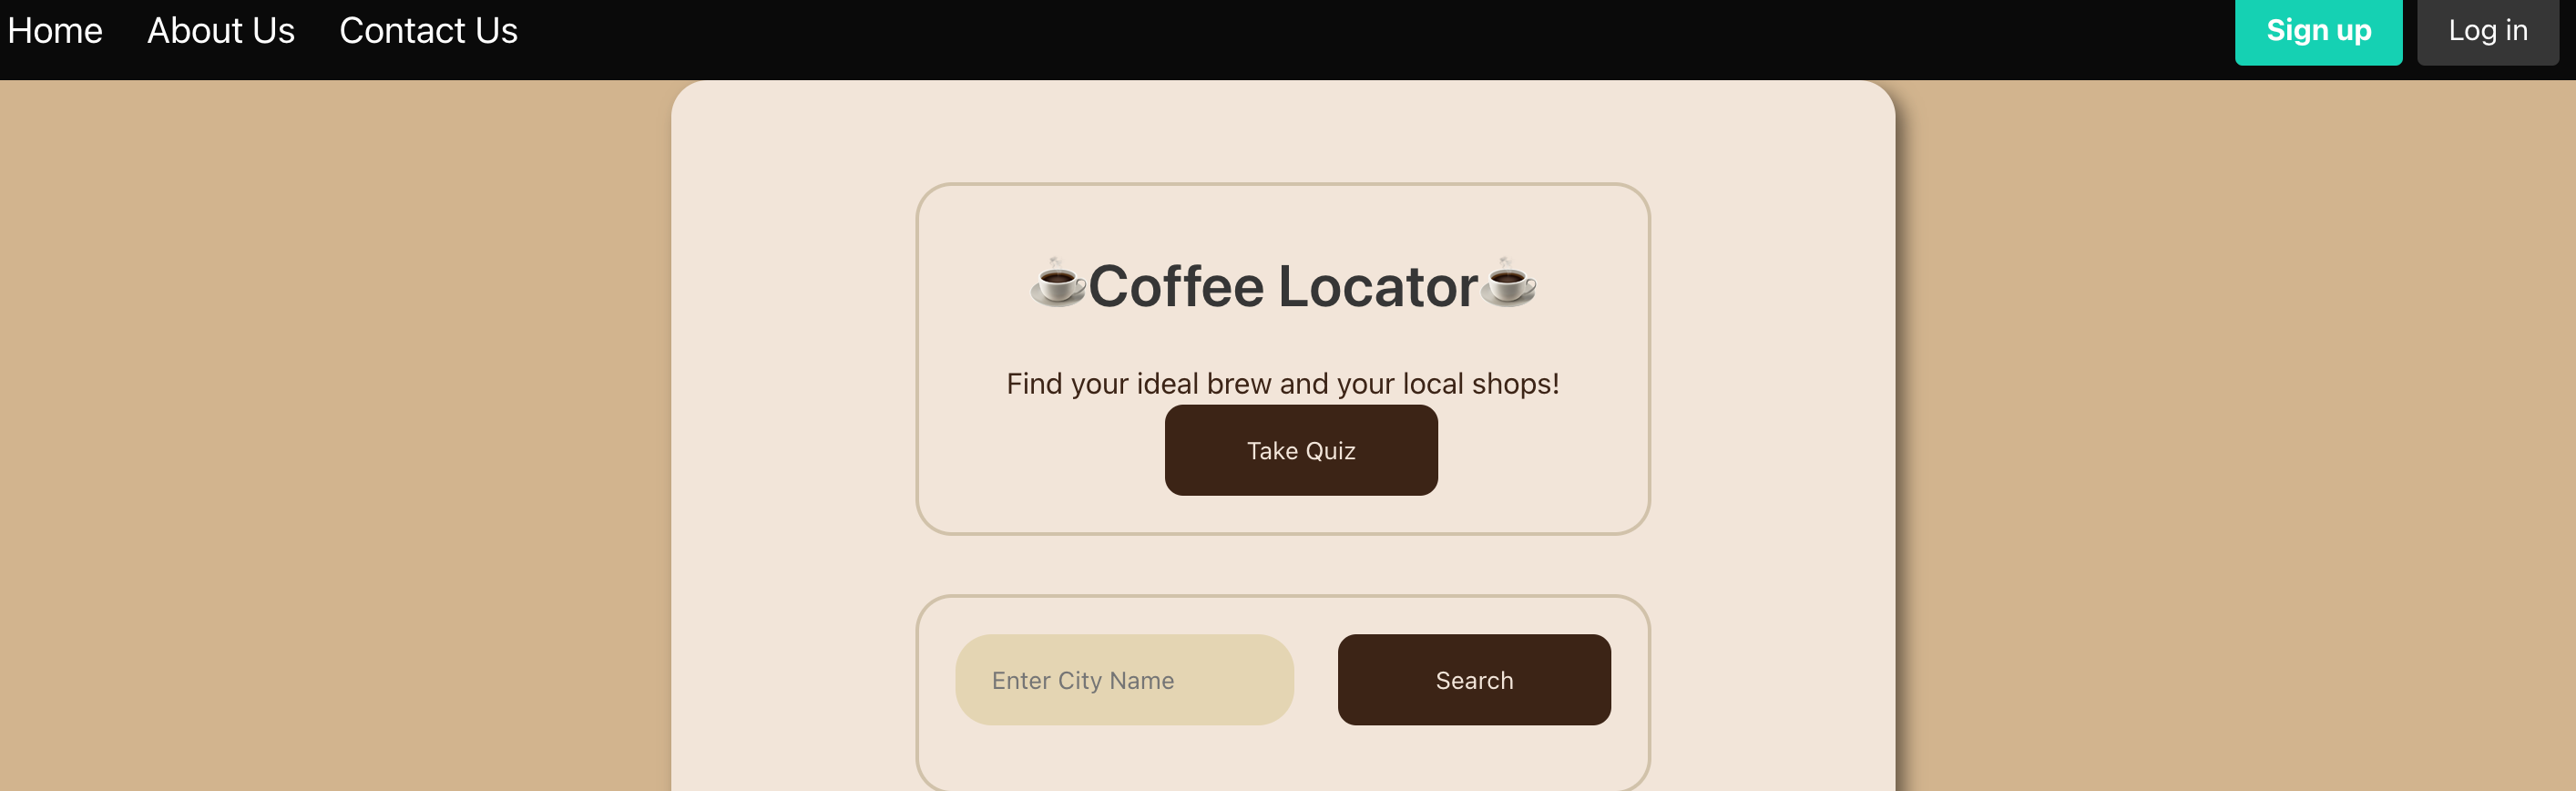 Home About Us Contact Us Sign up Log in
☕Coffee Locator☕
Find your ideal brew and your local shops!
Take Quiz
Enter City Name Search